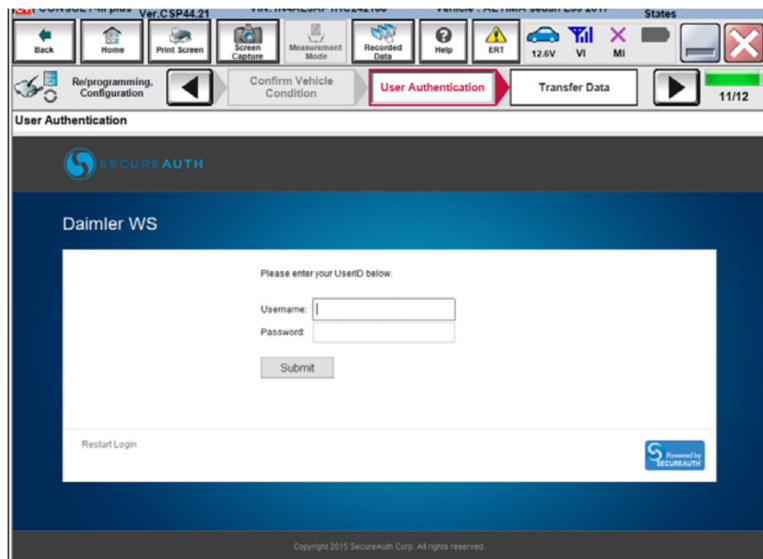 Ver.CSP44.21
States
Back
Home
Print Screen
Screen
Capture
Measurement
Mode
Recorded
Data
Help
ERT
12.6V
VI
MI
Re/programming,
Configuration
Confirm Vehicle
Condition
User Authentication
Transfer Data
11/12
User Authentication
SECUREAUTH
Daimler WS
Please enter your UserID below.
Username:
Password:
Submit
Restart Login
Powered by
SECUREAUTH
Copyright 2015 SecureAuth Corp. All rights reserved.